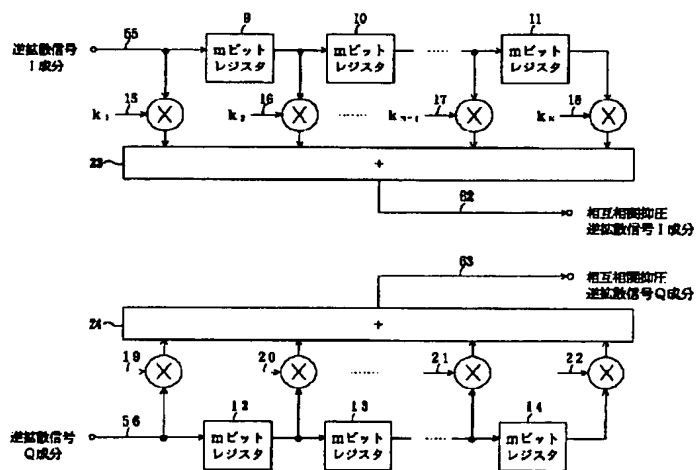 55
9
10
11
逆拡散信号
I成分
mビット
レジスタ
mビット
レジスタ
……
mビット
レジスタ
15
16
17
18
k₁
k₂
……
kₙ₋₁
kₙ
23
+
62
相互相関抑圧
逆拡散信号I成分
63
相互相関抑圧
逆拡散信号Q成分
24
+
19
20
……
21
22
56
12
13
14
逆拡散信号
Q成分
mビット
レジスタ
mビット
レジスタ
……
mビット
レジスタ